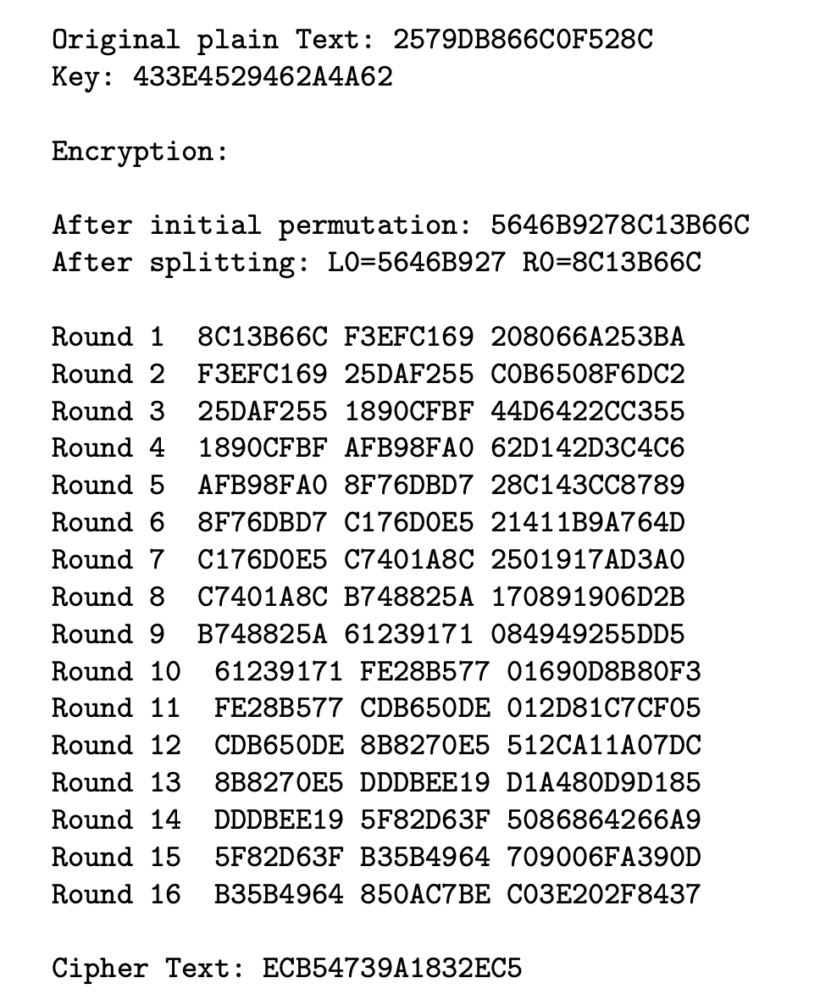 Original plain Text: 2579DB866C0F528C
Key: 433E4529462A4A62
Encryption:
After initial permutation: 5646B9278C13B66C
After splitting: L0=5646B927 R0=8C13B66C
Round 1 8C13B66C F3EFC169 208066A253BA
Round 2 F3EFC169 25DAF255 C0B6508F6DC2
Round 3 25DAF255 1890CFBF 44D6422CC355
Round 4 1890CFBF AFB98FA0 62D142D3C4C6
Round 5 AFB98FA0 8F76DBD7 28C143CC8789
Round 6 8F76DBD7 C176D0E5 21411B9A764D
Round 7 C176D0E5 C7401A8C 2501917AD3A0
Round 8 C7401A8C B748825A 170891906D2B
Round 9 B748825A 61239171 084949255DD5
Round 10 61239171 FE28B577 01690D8B80F3
Round 11 FE28B577 CDB650DE 012D81C7CF05
Round 12 CDB650DE 8B8270E5 512CA11A07DC
Round 13 8B8270E5 DDDBEE19 D1A480D9D185
Round 14 DDDBEE19 5F82D63F 5086864266A9
Round 15 5F82D63F B35B4964 709006FA390D
Round 16 B35B4964 850AC7BE C03E202F8437
Cipher Text: ECB54739A1832EC5